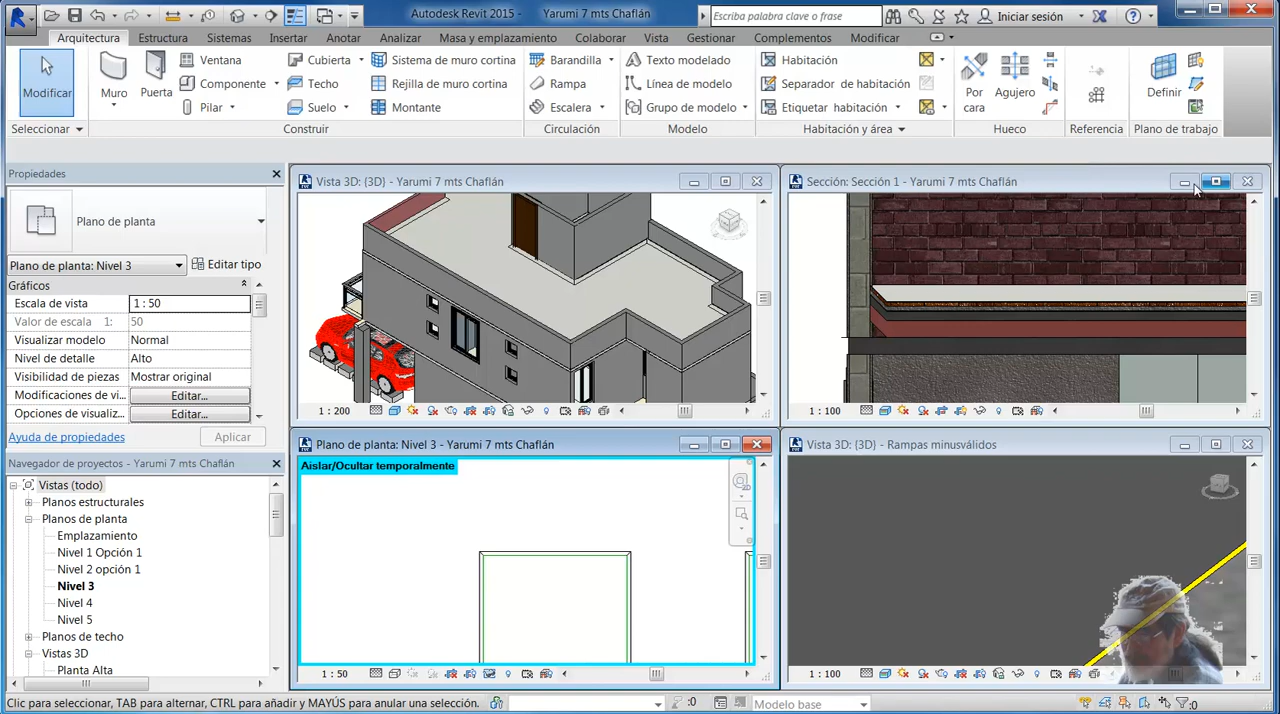 Autodesk Revit 2015 - Yarumi 7 mts Chaflán
Escriba palabra clave o frase
Iniciar sesión
Arquitectura Estructura Sistemas Insertar Anotar Analizar Masa y emplazamiento Colaborar Vista Gestionar Complementos Modificar
Modificar
Muro
Puerta
Ventana
Componente
Pilar
Cubierta
Techo
Suelo
Sistema de muro cortina
Rejilla de muro cortina
Montante
Barandilla
Rampa
Escalera
Texto modelado
Línea de modelo
Grupo de modelo
Habitación
Separador de habitación
Etiquetar habitación
Por cara
Agujero
Definir
Seleccionar
Construir
Circulación
Modelo
Habitación y área
Hueco
Referencia
Plano de trabajo
Propiedades
Plano de planta
Plano de planta: Nivel 3
Editar tipo
Gráficos
Escala de vista 1 : 50
Valor de escala 1: 50
Visualizar modelo Normal
Nivel de detalle Alto
Visibilidad de piezas Mostrar original
Modificaciones de vi... Editar...
Opciones de visualiz... Editar...
Ayuda de propiedades
Aplicar
Navegador de proyectos - Yarumi 7 mts Chaflán
Vistas (todo)
Planos estructurales
Planos de planta
Emplazamiento
Nivel 1 Opción 1
Nivel 2 opción 1
Nivel 3
Nivel 4
Nivel 5
Planos de techo
Vistas 3D
Planta Alta
Vista 3D: {3D} - Yarumi 7 mts Chaflán
1 : 200
Sección: Sección 1 - Yarumi 7 mts Chaflán
1 : 100
Plano de planta: Nivel 3 - Yarumi 7 mts Chaflán
Aislar/Ocultar temporalmente
1 : 50
Vista 3D: {3D} - Rampas minusválidos
1 : 100
Clic para seleccionar, TAB para alternar, CTRL para añadir y MAYÚS para anular una selección.
:0
Modelo base
:0